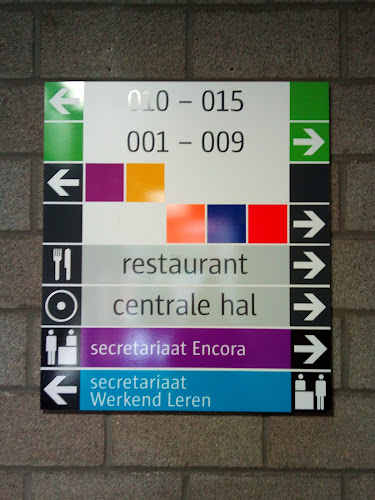 010 – 015
001 – 009
restaurant
centrale hal
secretariaat Encora
secretariaat
Werkend Leren